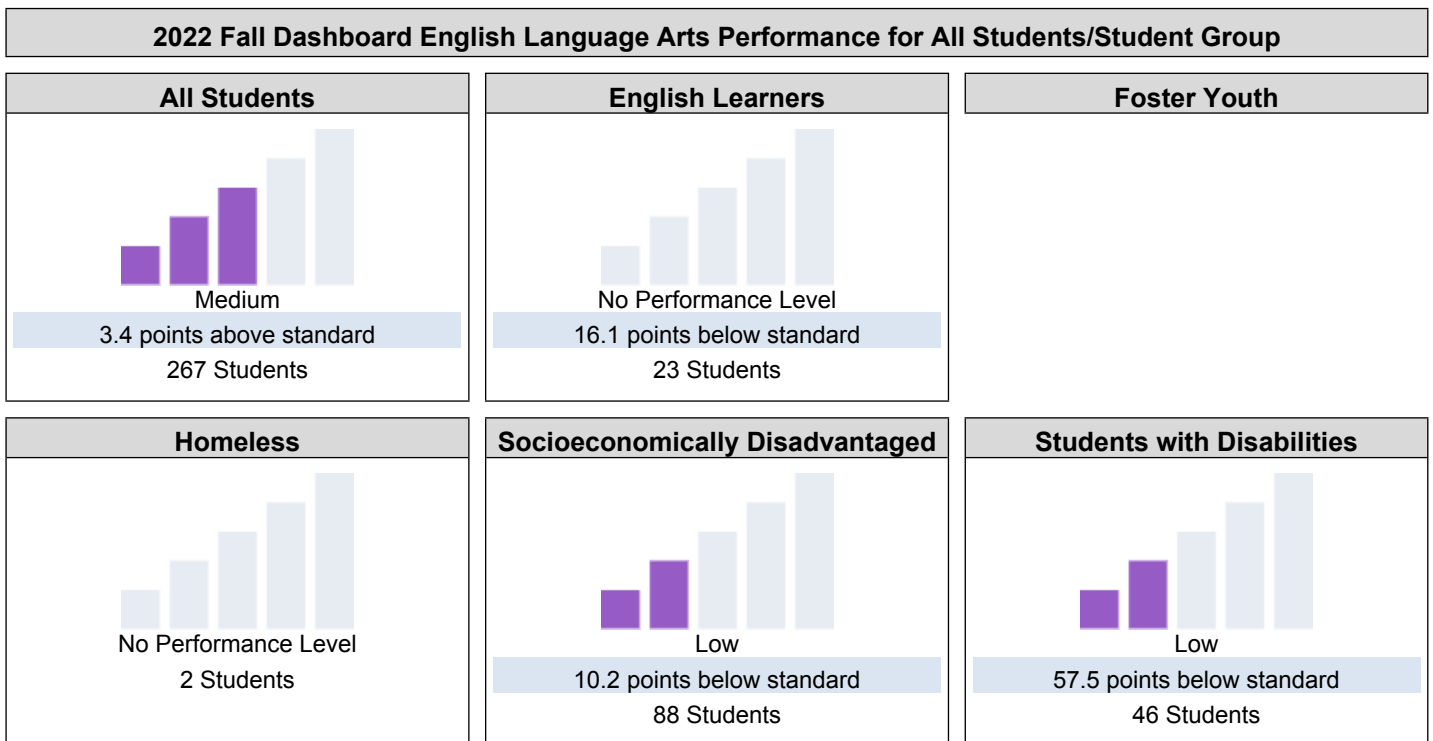 2022 Fall Dashboard English Language Arts Performance for All Students/Student Group
All Students
Medium
3.4 points above standard
267 Students
English Learners
No Performance Level
16.1 points below standard
23 Students
Foster Youth
Homeless
No Performance Level
2 Students
Socioeconomically Disadvantaged
Low
10.2 points below standard
88 Students
Students with Disabilities
Low
57.5 points below standard
46 Students